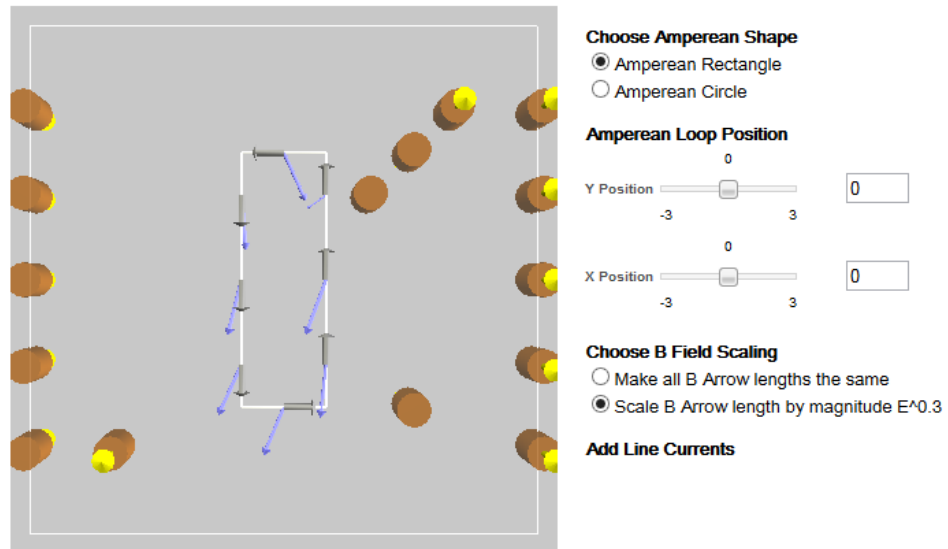 Choose Amperean Shape
Amperean Rectangle
Amperean Circle
Amperean Loop Position
0
Y Position
0
-3
3
0
X Position
0
-3
3
Choose B Field Scaling
Make all B Arrow lengths the same
Scale B Arrow length by magnitude E^0.3
Add Line Currents